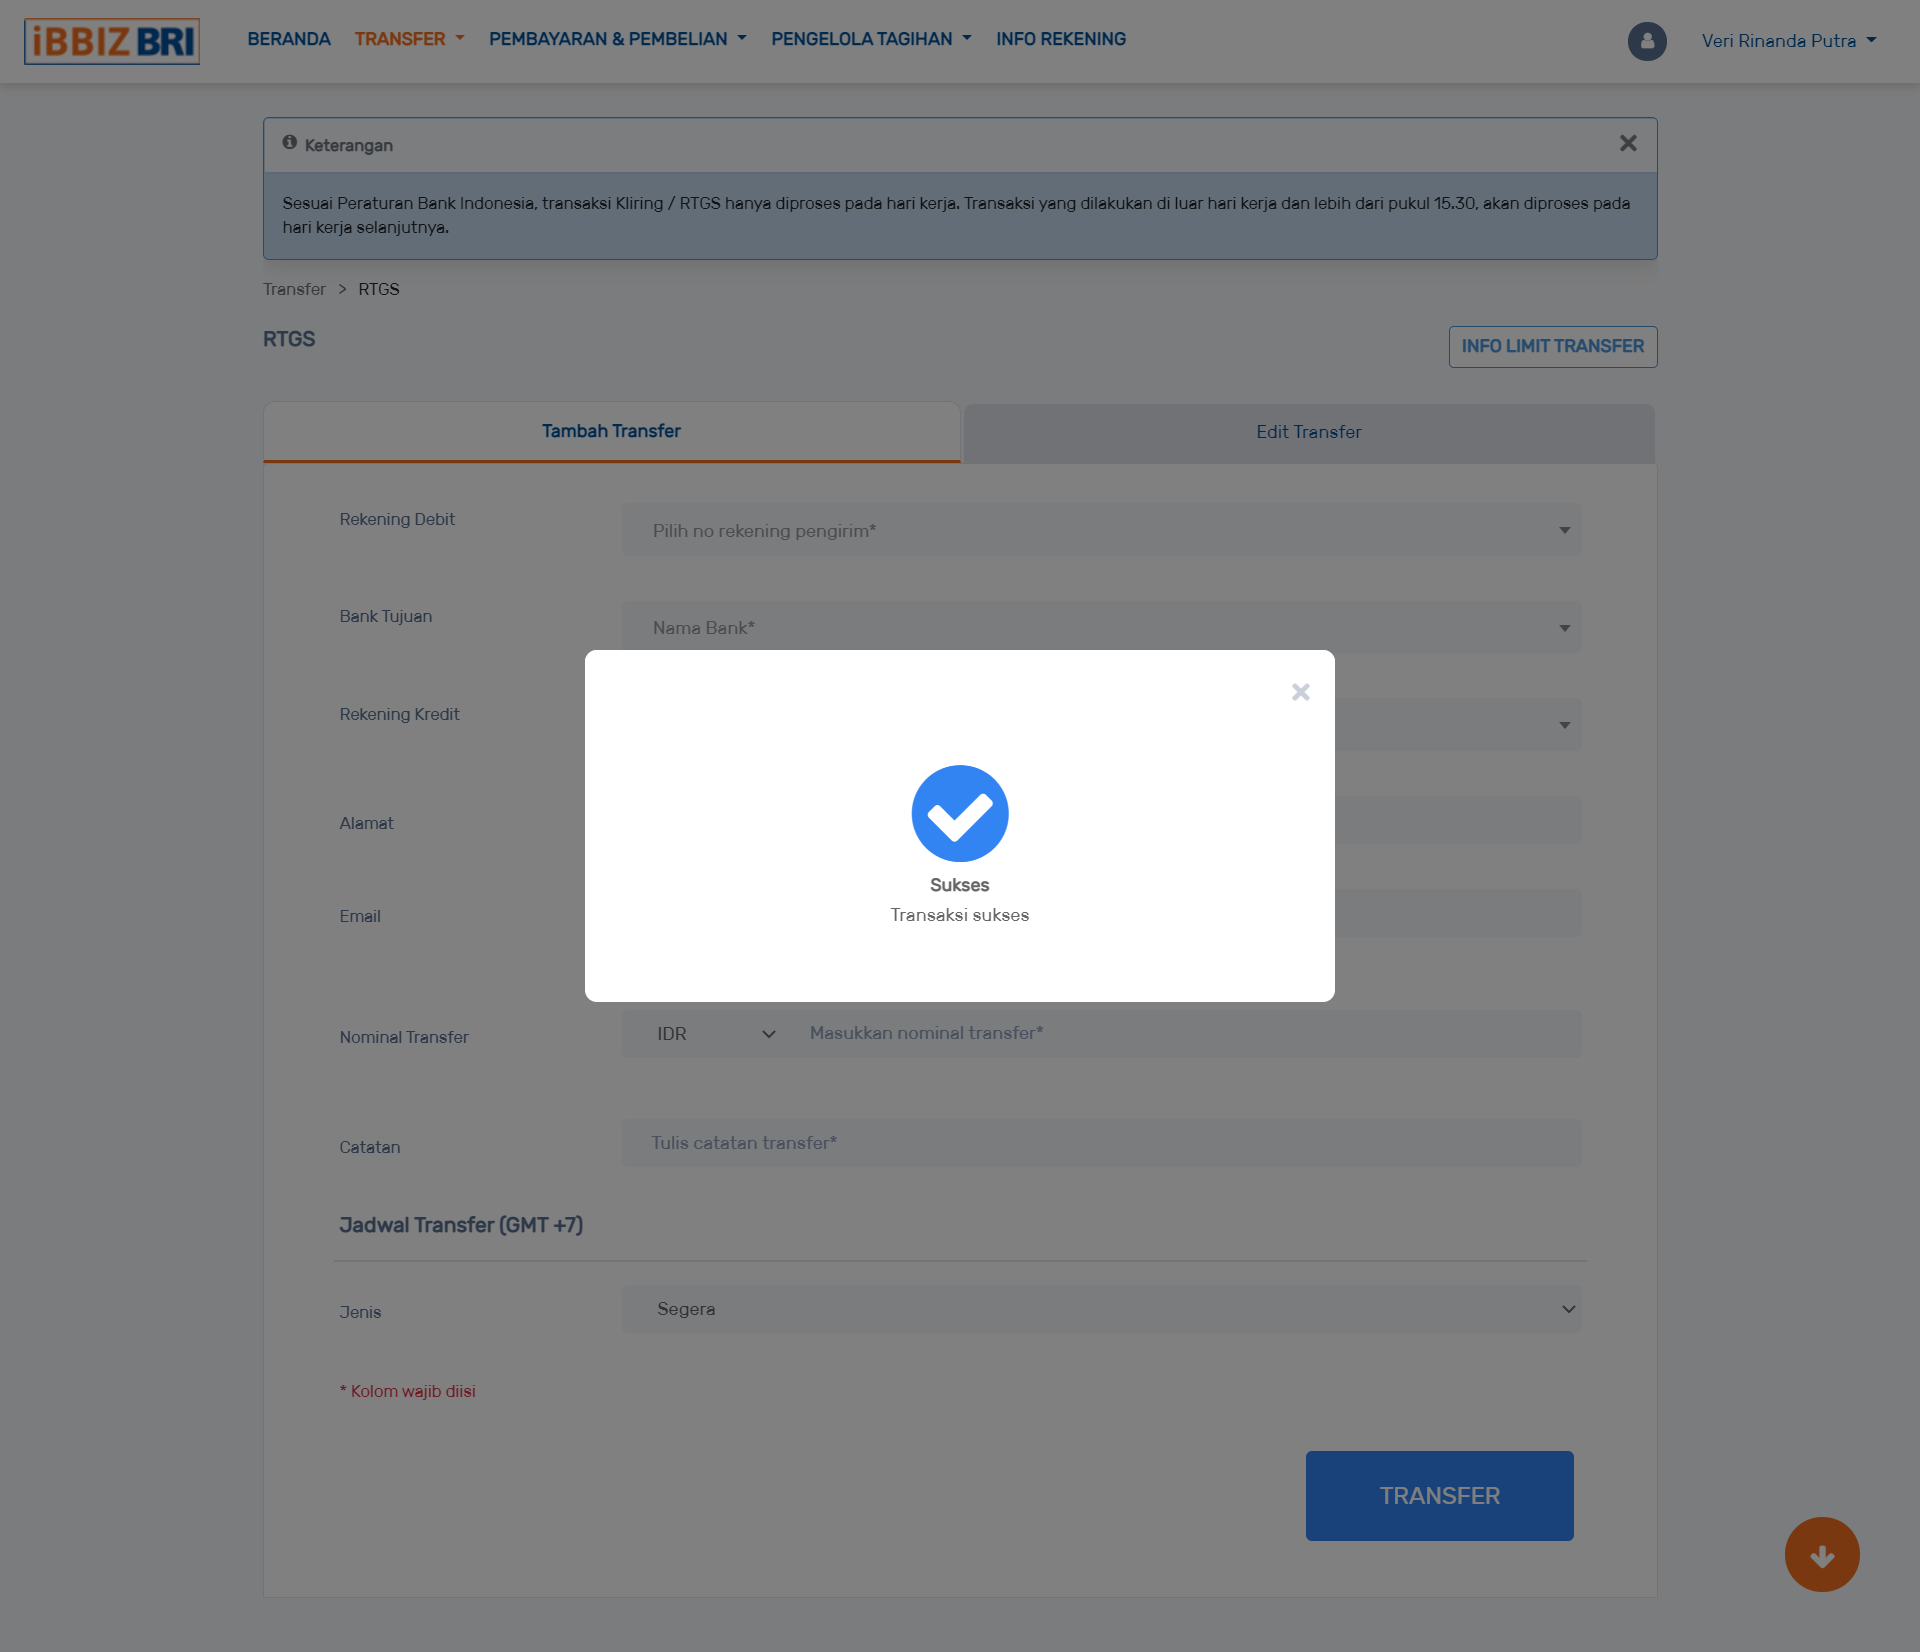 iBBIZ BRI
BERANDA
TRANSFER
PEMBAYARAN & PEMBELIAN
PENGELOLA TAGIHAN
INFO REKENING
Veri Rinanda Putra
Keterangan
Sesuai Peraturan Bank Indonesia, transaksi Kliring / RTGS hanya diproses pada hari kerja. Transaksi yang dilakukan di luar hari kerja dan lebih dari pukul 15.30, akan diproses pada
hari kerja selanjutnya.
Transfer > RTGS
RTGS
INFO LIMIT TRANSFER
Tambah Transfer
Edit Transfer
Rekening Debit
Pilih no rekening pengirim*
Bank Tujuan
Nama Bank*
Rekening Kredit
Alamat
Email
Sukses
Transaksi sukses
Nominal Transfer
IDR
Masukkan nominal transfer*
Catatan
Tulis catatan transfer*
Jadwal Transfer (GMT +7)
Jenis
Segera
* Kolom wajib diisi
TRANSFER